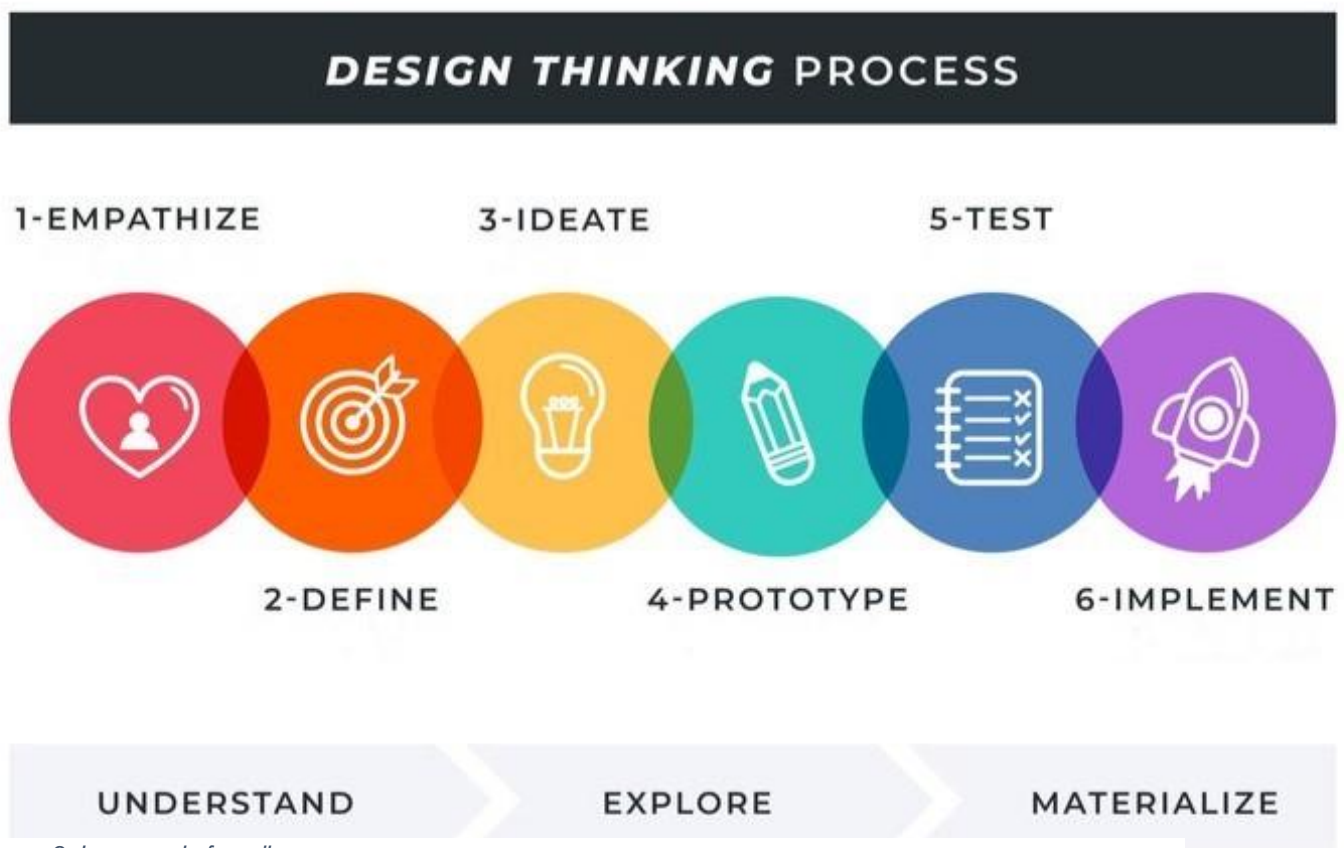 DESIGN THINKING PROCESS
1-EMPATHIZE 3-IDEATE 5-TEST
2-DEFINE 4-PROTOTYPE 6-IMPLEMENT
UNDERSTAND EXPLORE MATERIALIZE